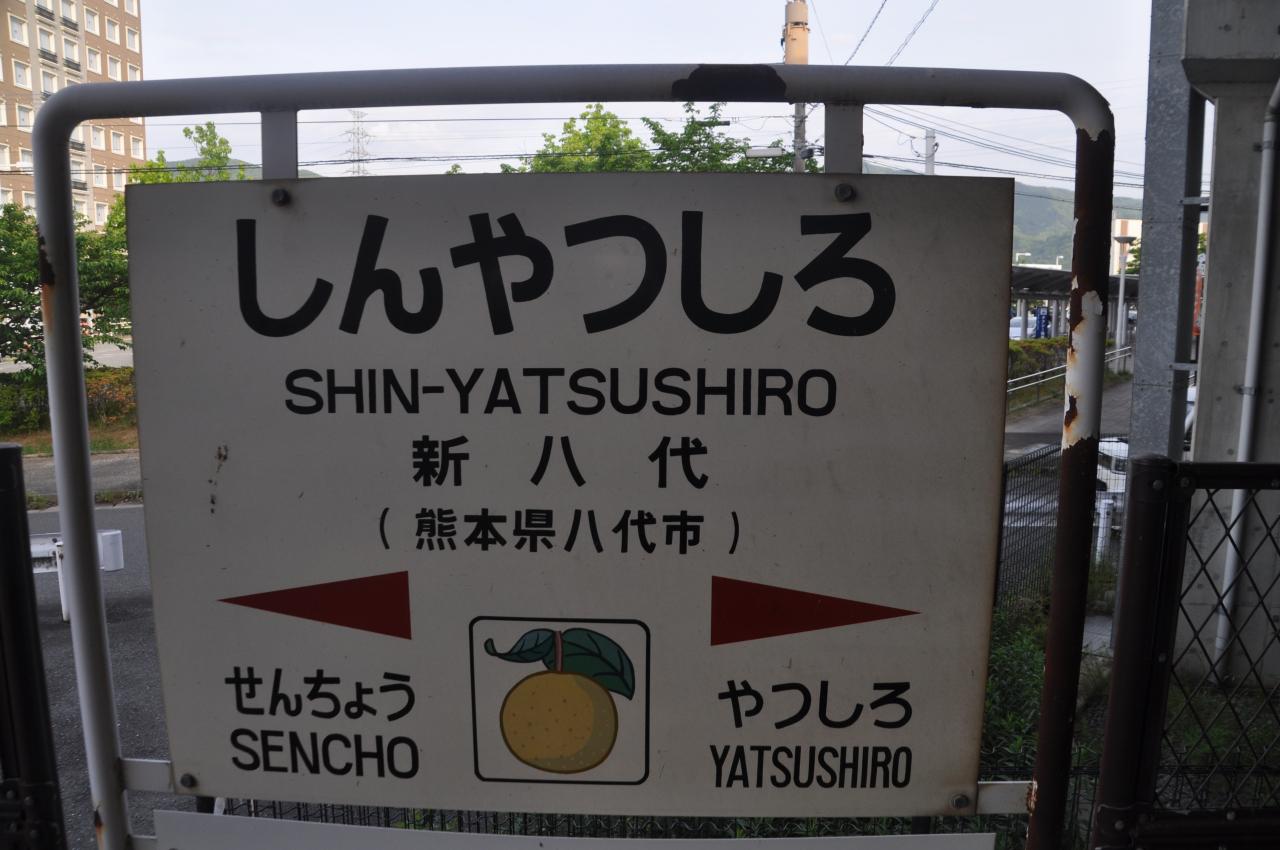 しんやつしろ
SHIN-YATSUSHIRO
新八代
(熊本県八代市)
せんちょう やつしろ
SENCHO YATSUSHIRO